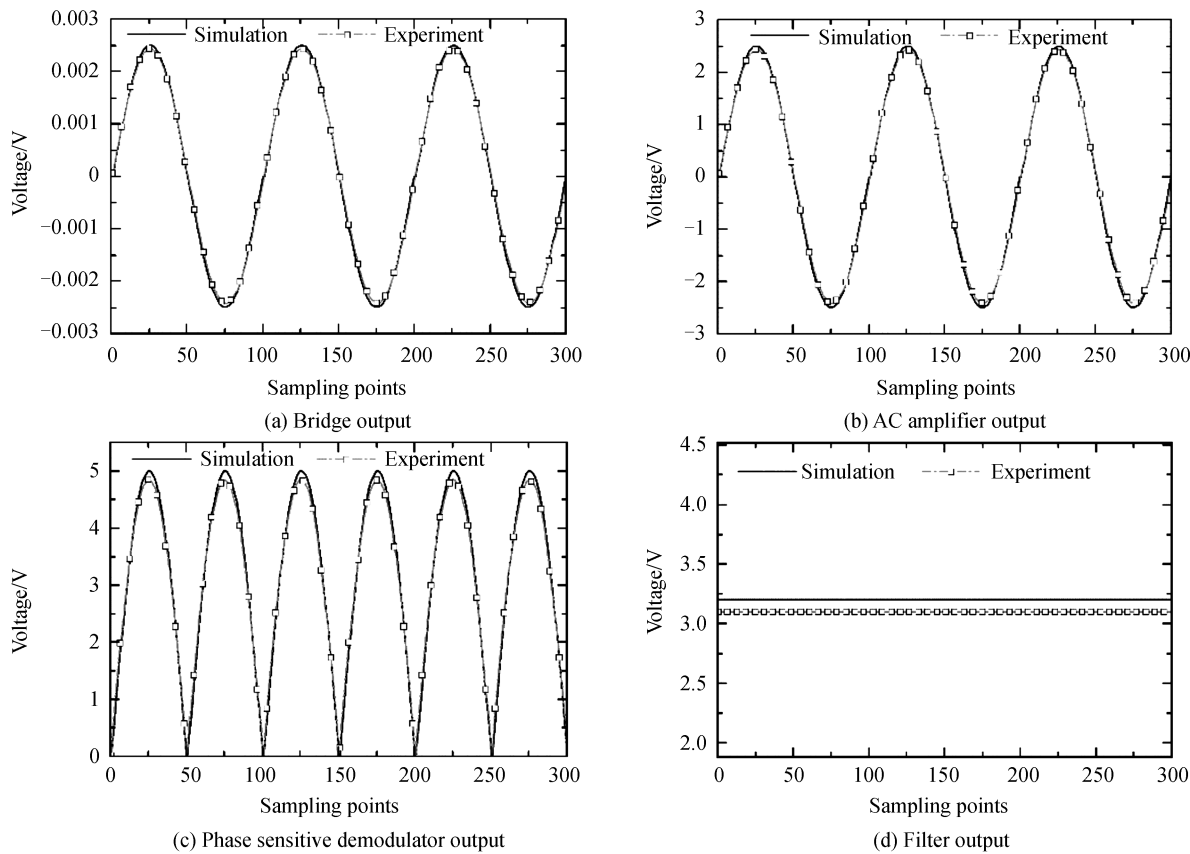 Simulation Experiment
Voltage/V
0.003
0.002
0.001
0
−0.001
−0.002
−0.003
0 50 100 150 200 250 300
Sampling points
(a) Bridge output
Simulation Experiment
Voltage/V
3
2
1
0
−1
−2
−3
0 50 100 150 200 250 300
Sampling points
(b) AC amplifier output
Simulation Experiment
Voltage/V
5
4
3
2
1
0
0 50 100 150 200 250 300
Sampling points
(c) Phase sensitive demodulator output
Simulation Experiment
Voltage/V
4.5
4.0
3.5
3.0
2.5
2.0
0 50 100 150 200 250 300
Sampling points
(d) Filter output